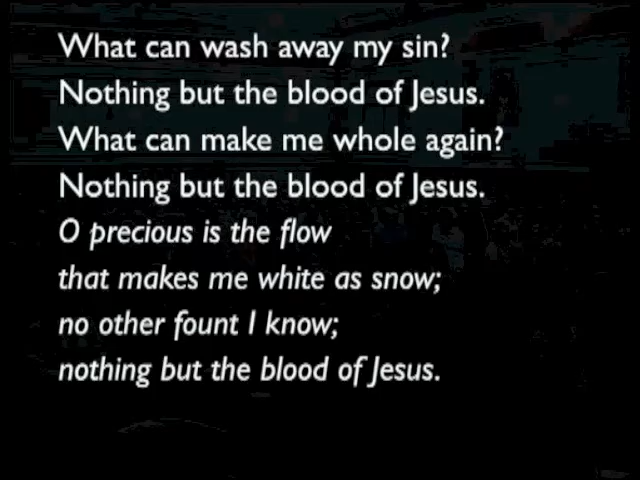 What can wash away my sin?
Nothing but the blood of Jesus.
What can make me whole again?
Nothing but the blood of Jesus.
O precious is the flow
that makes me white as snow;
no other fount I know;
nothing but the blood of Jesus.